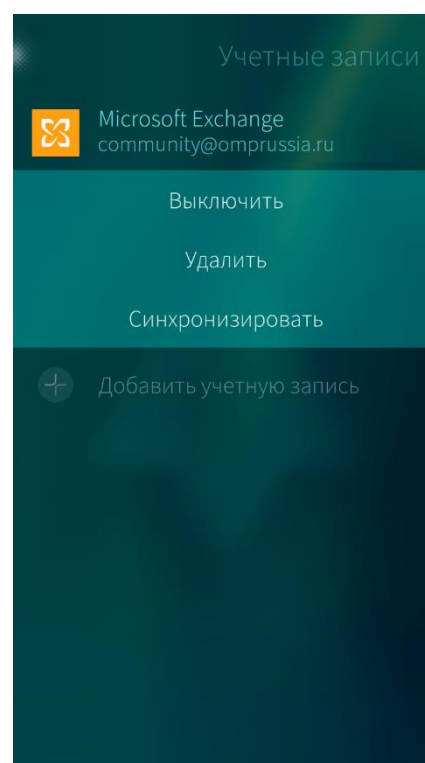 Учетные записи
Microsoft Exchange
community@omprussia.ru
Выключить
Удалить
Синхронизировать
Добавить учетную запись